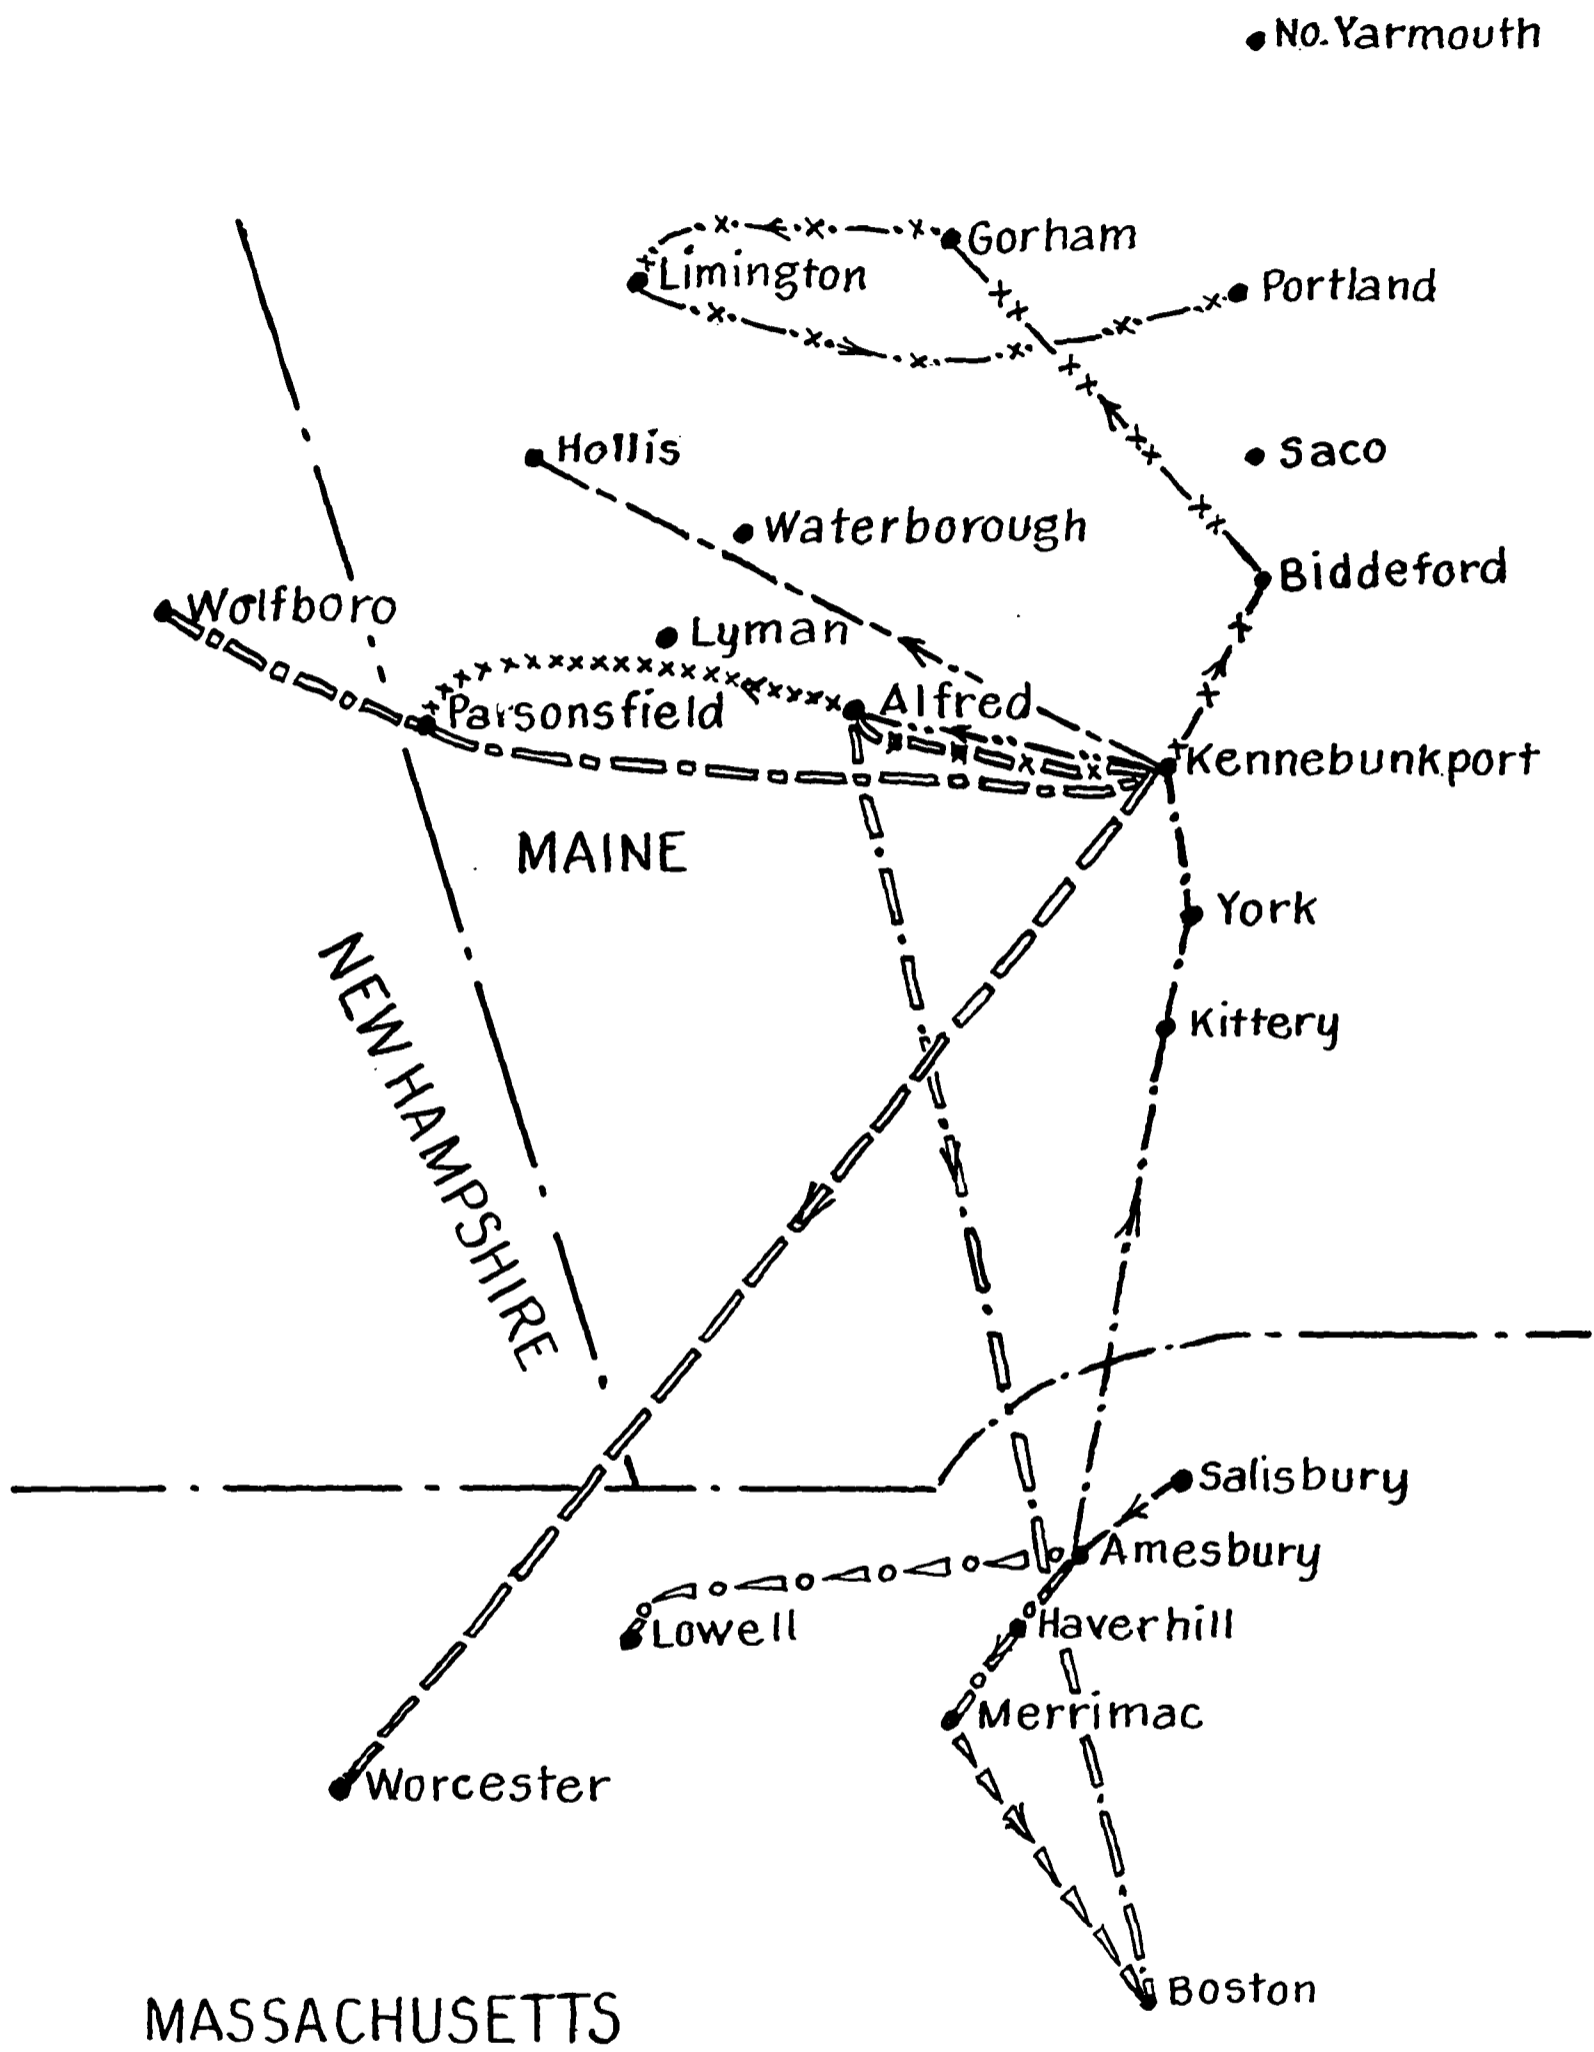 No. Yarmouth
Gorham
Limington
Portland
Hollis
Saco
Waterborough
Biddeford
Wolfboro
Lyman
Parsonsfield
Alfred
Kennebunkport
MAINE
York
NEW HAMPSHIRE
Kittery
Salisbury
Amesbury
Lowell
Haverhill
Merrimac
Worcester
Boston
MASSACHUSETTS